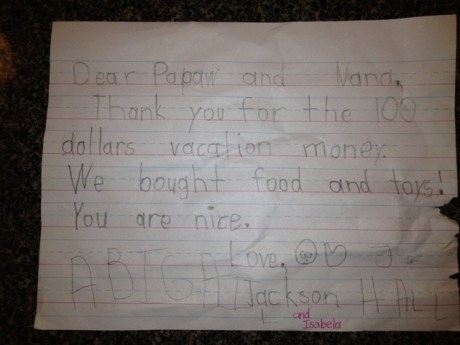 Dear Papaw and Nana,
Thank you for the 100
dollars vacation money.
We bought food and toys!
You are nice.
Love,
Jackson HALL
and
Isabela